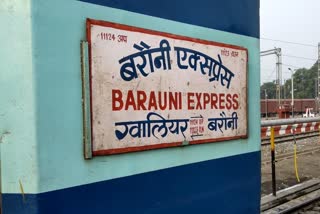 11124 अप
बरौनी एक्सप्रेस
BARAUNI EXPRESS
ग्वालियर बरौनी